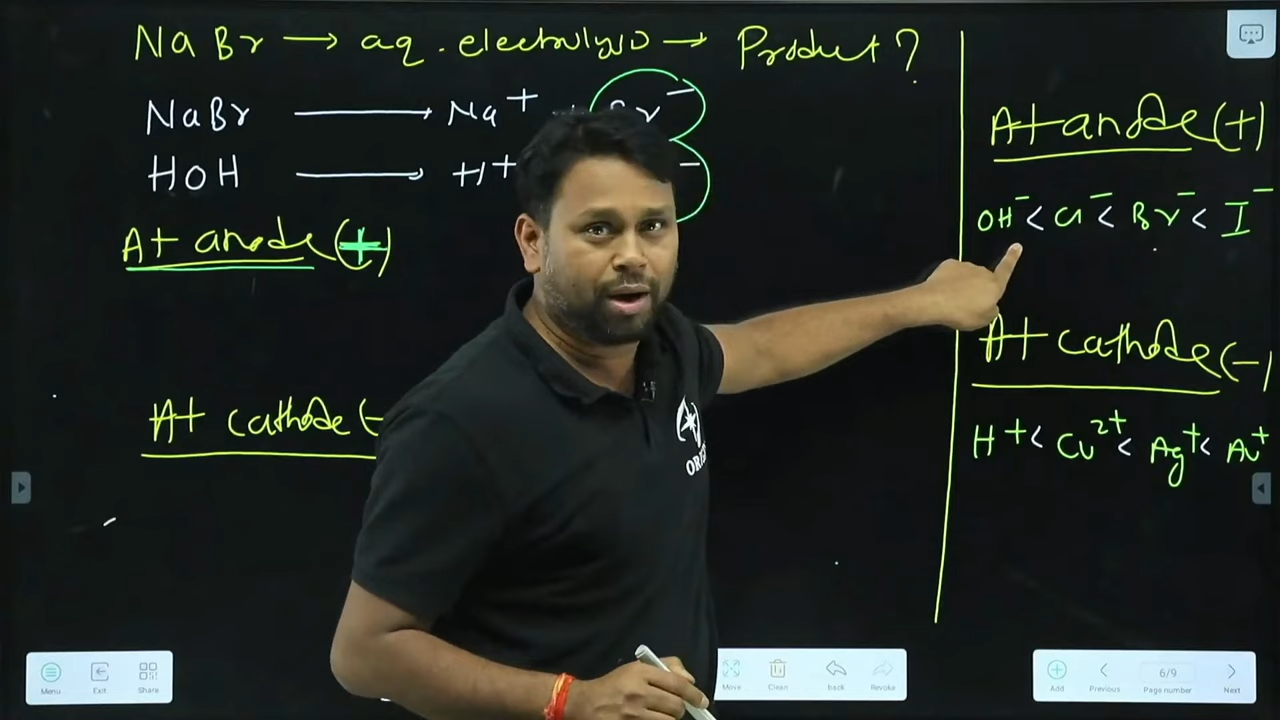 NaBr → aq. electrolysis → Product?
NaBr → Na+ + Br−
HOH → H+ −
At anode (+)
At cathode (−
At anode (+)
OH− < Cl− < Br− < I−
At cathode (−)
H+ < Cu2+ < Ag+ < Au+
Menu
Exit
Share
Move
Clean
back
Revoke
Add
Previous
6/9
Page number
Next